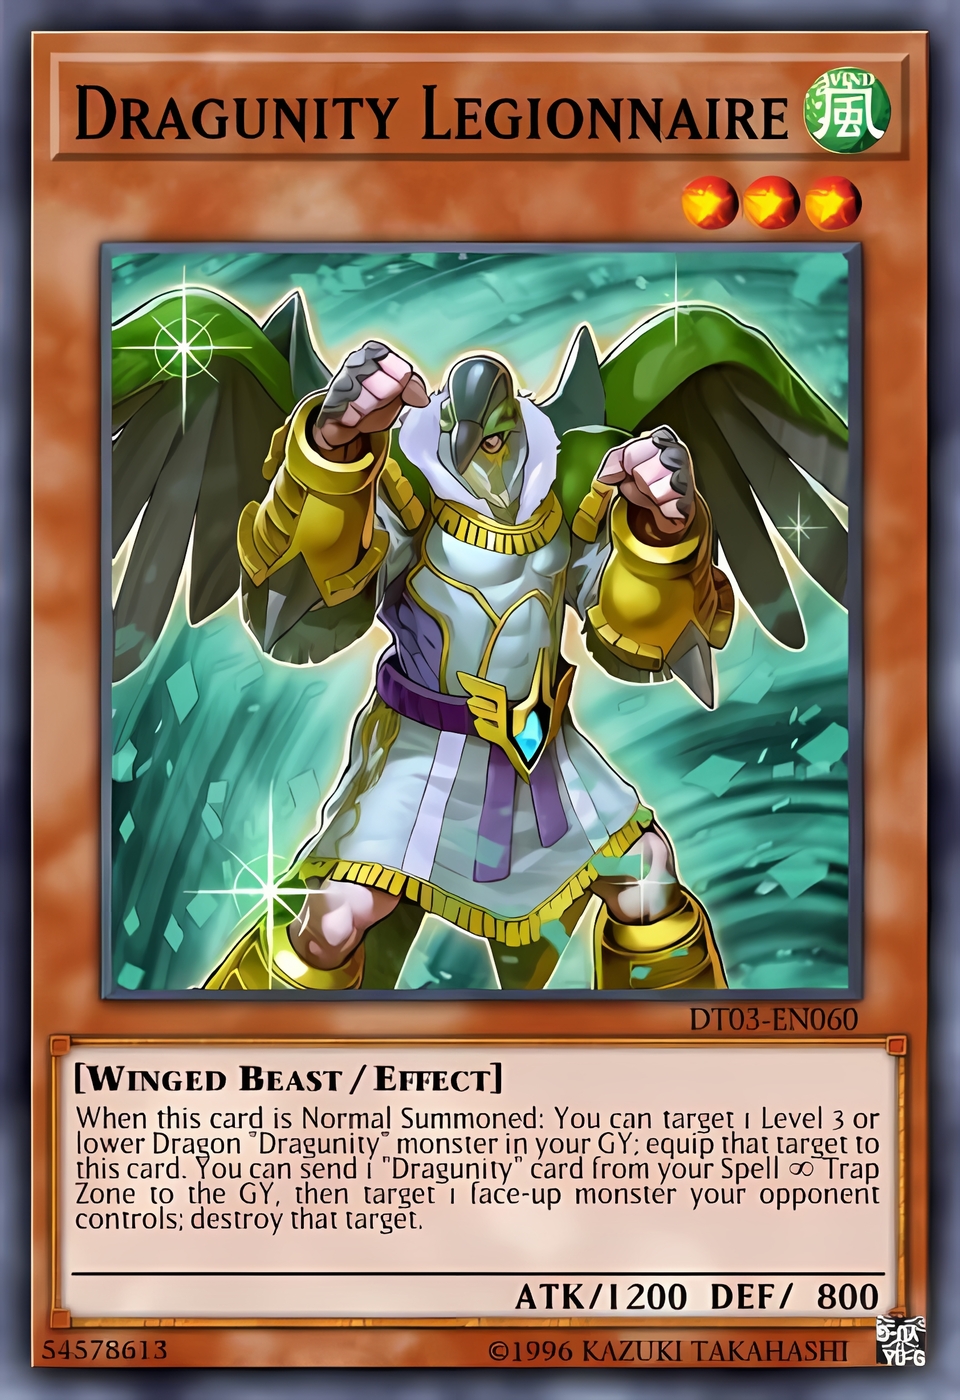 DRAGUNITY LEGIONNAIRE
風
DT03-EN060
[WINGED BEAST / EFFECT]
When this card is Normal Summoned: You can target 1 Level 3 or
lower Dragon "Dragunity" monster in your GY; equip that target to
this card. You can send 1 "Dragunity" card from your Spell ∞ Trap
Zone to the GY, then target 1 face-up monster your opponent
controls; destroy that target.
ATK/1200 DEF/ 800
54578613
©1996 KAZUKI TAKAHASHI